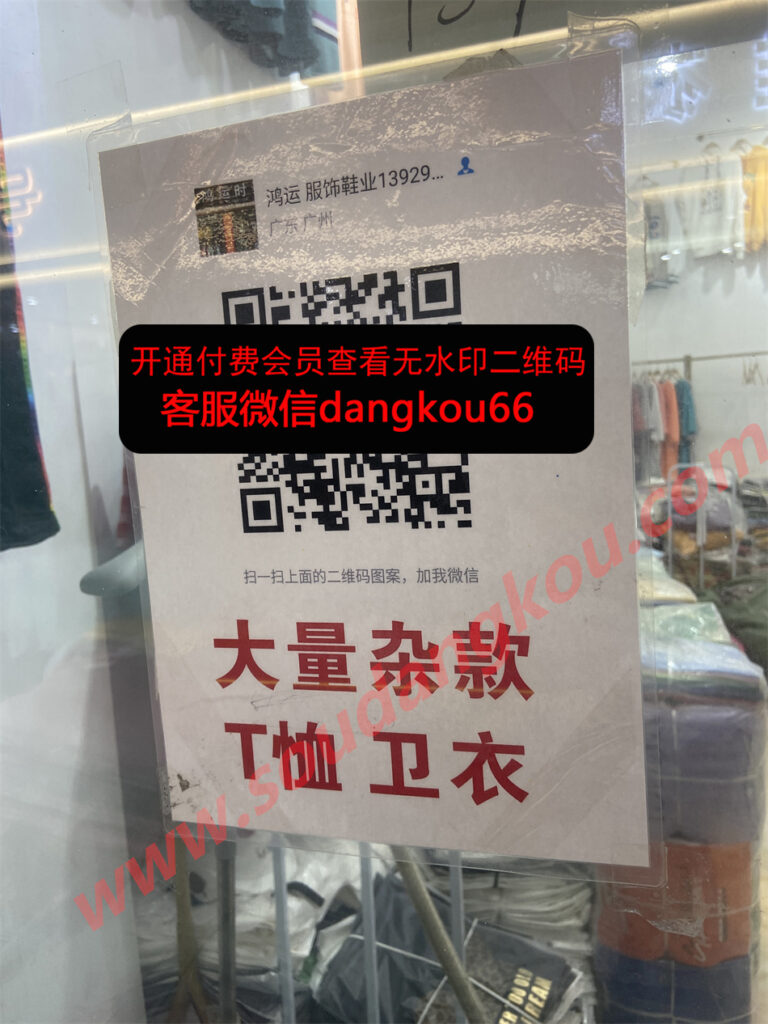 鸿运 服饰鞋业13929...
广东 广州
开通付费会员查看无水印二维码
客服微信dangkou66
扫一扫上面的二维码图案，加我微信
大量杂款
T恤 卫衣
www.soudangkou.com